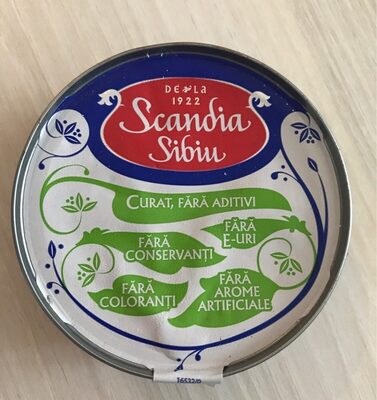 DE LA
1922
Scandia
Sibiu
CURAT, FĂRĂ ADITIVI
FĂRĂ
E-URI
FĂRĂ
CONSERVANȚI
FĂRĂ
COLORANȚI
FĂRĂ
AROME
ARTIFICIALE